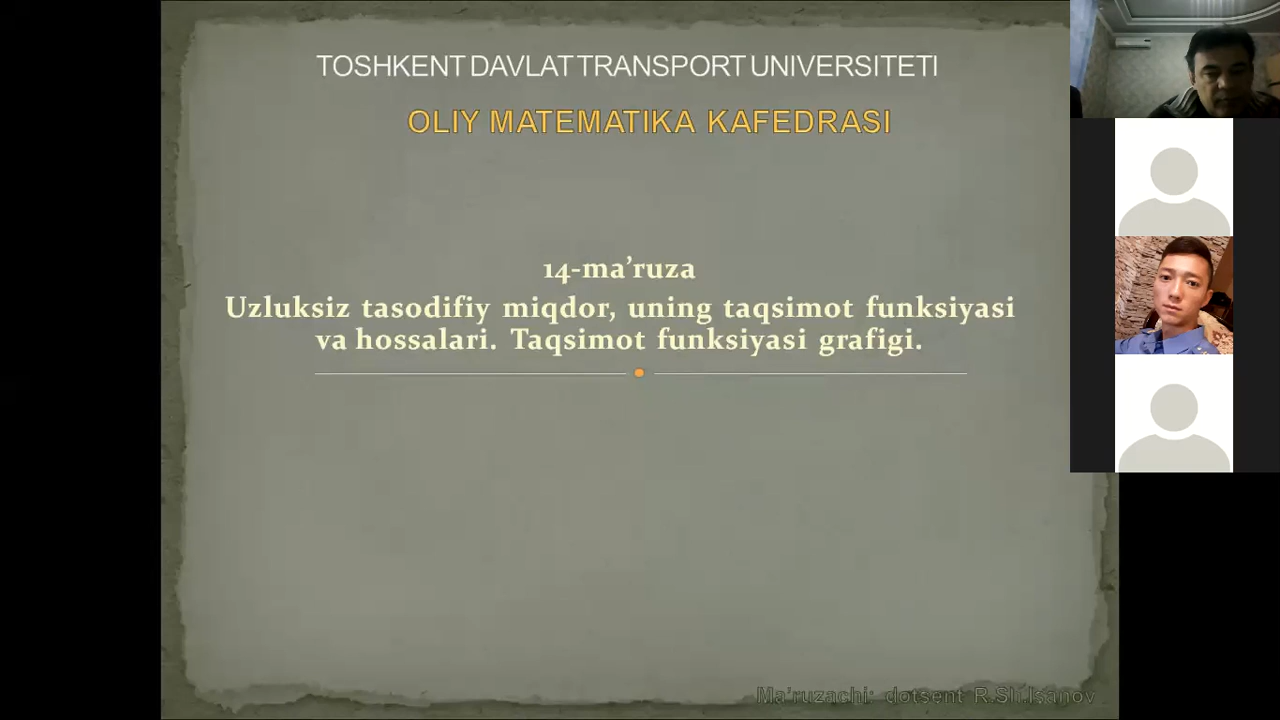 TOSHKENT DAVLAT TRANSPORT UNIVERSITETI
OLIY MATEMATIKA KAFEDRASI
14-ma’ruza
Uzluksiz tasodifiy miqdor, uning taqsimot funksiyasi
va hossalari. Taqsimot funksiyasi grafigi.
Ma’ruzachi: dotsent